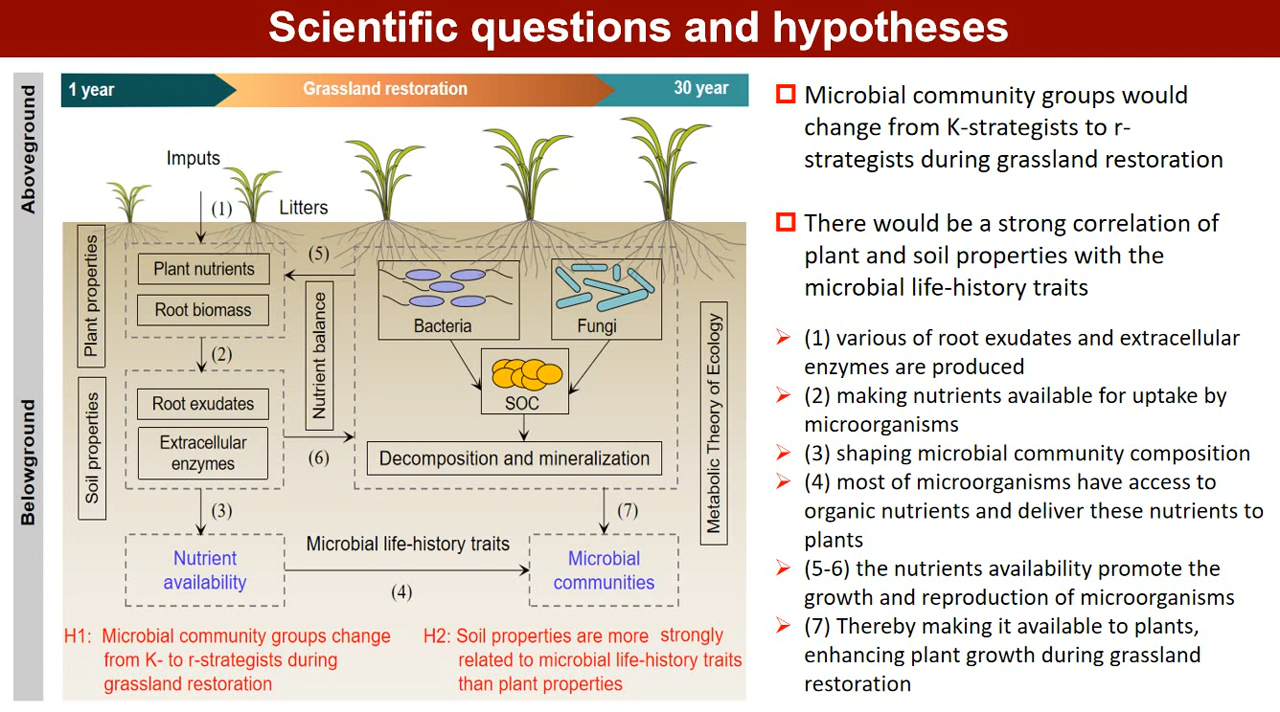 Scientific questions and hypotheses
Aboveground
Belowground
1 year
Grassland restoration
30 year
Imputs
(1)
Litters
Plant properties
Plant nutrients
Root biomass
(5)
(2)
Nutrient balance
Bacteria
Fungi
SOC
Decomposition and mineralization
Metabolic Theory of Ecology
Soil properties
Root exudates
Extracellular
enzymes
(6)
(3)
(7)
Nutrient
availability
Microbial life-history traits
(4)
Microbial
communities
H1: Microbial community groups change
from K- to r-strategists during
grassland restoration
H2: Soil properties are more strongly
related to microbial life-history traits
than plant properties
Microbial community groups would
change from K-strategists to r-
strategists during grassland restoration
There would be a strong correlation of
plant and soil properties with the
microbial life-history traits
(1) various of root exudates and extracellular
enzymes are produced
(2) making nutrients available for uptake by
microorganisms
(3) shaping microbial community composition
(4) most of microorganisms have access to
organic nutrients and deliver these nutrients to
plants
(5-6) the nutrients availability promote the
growth and reproduction of microorganisms
(7) Thereby making it available to plants,
enhancing plant growth during grassland
restoration